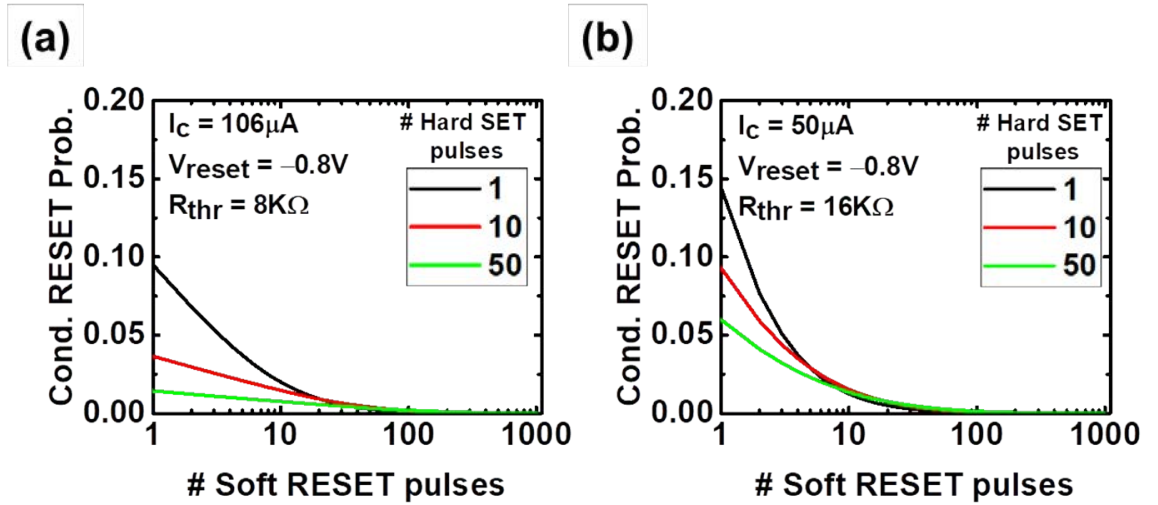 (a)
Cond. RESET Prob.
0.20
0.15
0.10
0.05
0.00
I_C = 106μA
V_reset = −0.8V
R_thr = 8KΩ
# Hard SET
pulses
1
10
50
1 10 100 1000
# Soft RESET pulses
(b)
Cond. RESET Prob.
0.20
0.15
0.10
0.05
0.00
I_C = 50μA
V_reset = −0.8V
R_thr = 16KΩ
# Hard SET
pulses
1
10
50
1 10 100 1000
# Soft RESET pulses